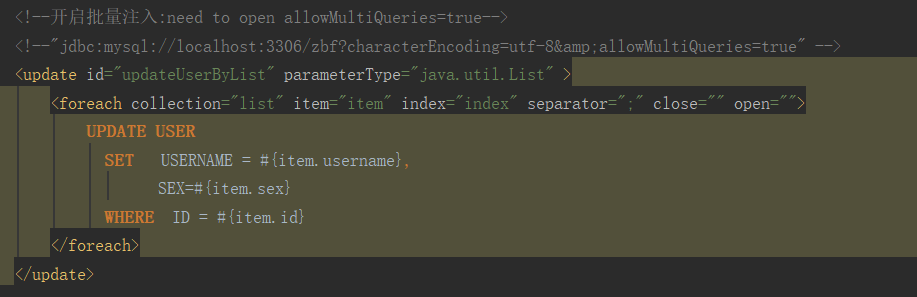 <!--开启批量注入:need to open allowMultiQueries=true-->
<!--"jdbc:mysql://localhost:3306/zbf?characterEncoding=utf-8&amp;allowMultiQueries=true" -->
<update id="updateUserByList" parameterType="java.util.List" >
<foreach collection="list" item="item" index="index" separator=";" close="" open="">
UPDATE USER
SET USERNAME = #{item.username},
SEX=#{item.sex}
WHERE ID = #{item.id}
</foreach>
</update>